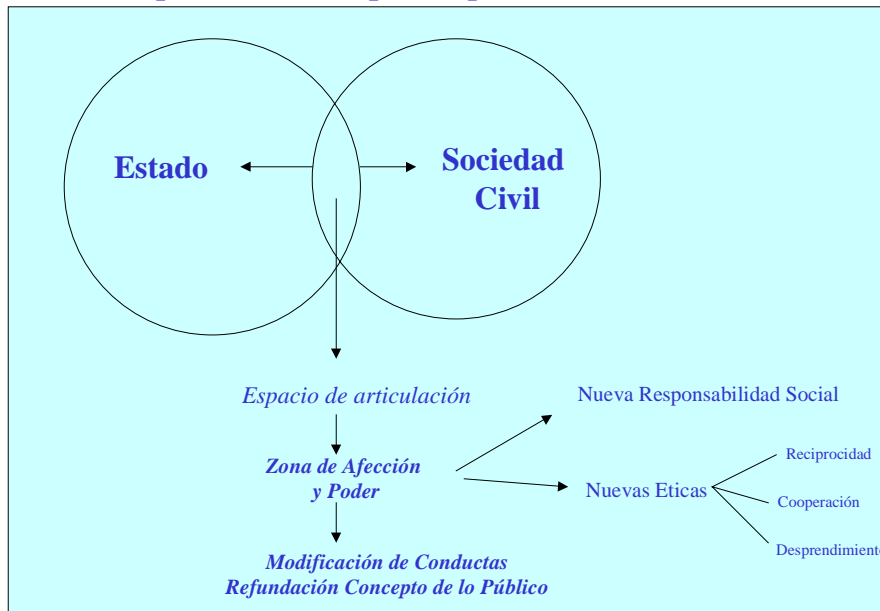 Estado
Sociedad
Civil
Espacio de articulación
Nueva Responsabilidad Social
Zona de Afección
y Poder
Reciprocidad
Nuevas Eticas
Cooperación
Desprendimiento
Modificación de Conductas
Refundación Concepto de lo Público